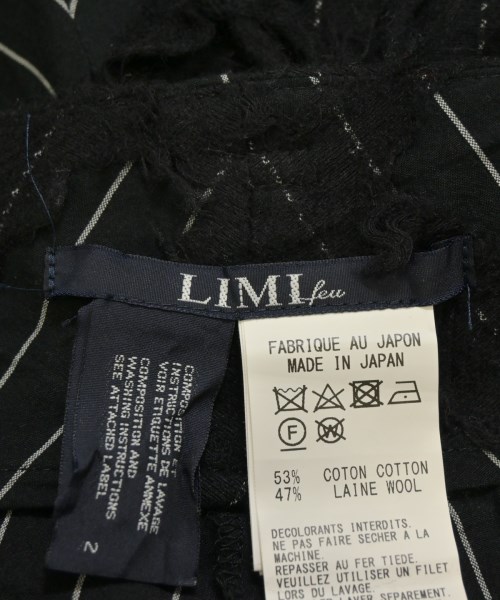 LIMI feu
COMPOSITION ET
INSTRUCTIONS DE LAVAGE
VOIR ETIQUETTE ANNEXE
COMPOSITION AND
WASHING INSTRUCTIONS
SEE ATTACHED LABEL
2
FABRIQUE AU JAPON
MADE IN JAPAN
F W
53% COTON COTTON
47% LAINE WOOL
DECOLORANTS INTERDITS.
NE PAS FAIRE SECHER A LA
MACHINE.
REPASSER AU FER TIEDE.
VEUILLEZ UTILISER UN FILET
LORS DU LAVAGE.